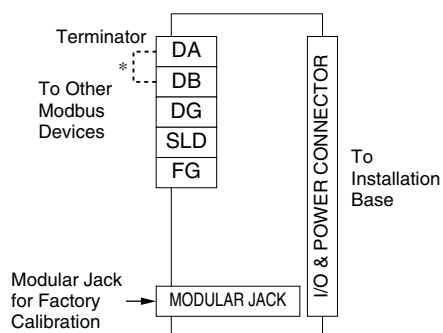 Terminator
*
To Other
Modbus
Devices
DA
DB
DG
SLD
FG
I/O & POWER CONNECTOR
To
Installation
Base
Modular Jack
for Factory
Calibration
MODULAR JACK